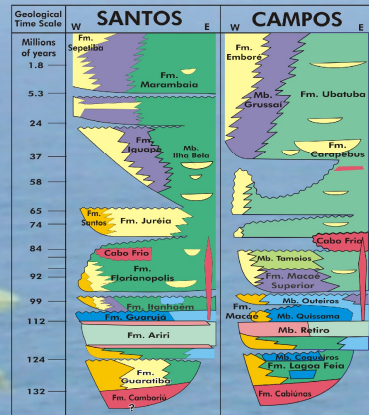 Geological
Time Scale
SANTOS
CAMPOS
Millions
of years
W
E
W
E
1.8
5.3
24
37
58
65
74
84
92
99
112
124
132
Fm.
Sepetiba
Fm.
Marambaia
Fm.
Iguape
Mb.
Ilha Bela
Fm.
Santos
Fm. Juréia
Cabo Frio
Fm.
Florianopolis
Fm. Itanhaém
Fm. Guarujá
Fm. Ariri
Fm.
Guaratiba
Fm. Camboriú
?
Fm.
Emboré
Mb.
Grussaí
Fm. Ubatuba
Fm.
Carapebus
Cabo Frio
Mb. Tamoios
Fm. Macaé
Superior
Mb. Outeiros
Fm.
Macaé
Mb. Quissama
Mb. Retiro
Mb. Coqueiros
Fm. Lagoa Feia
Fm. Cabiúnas